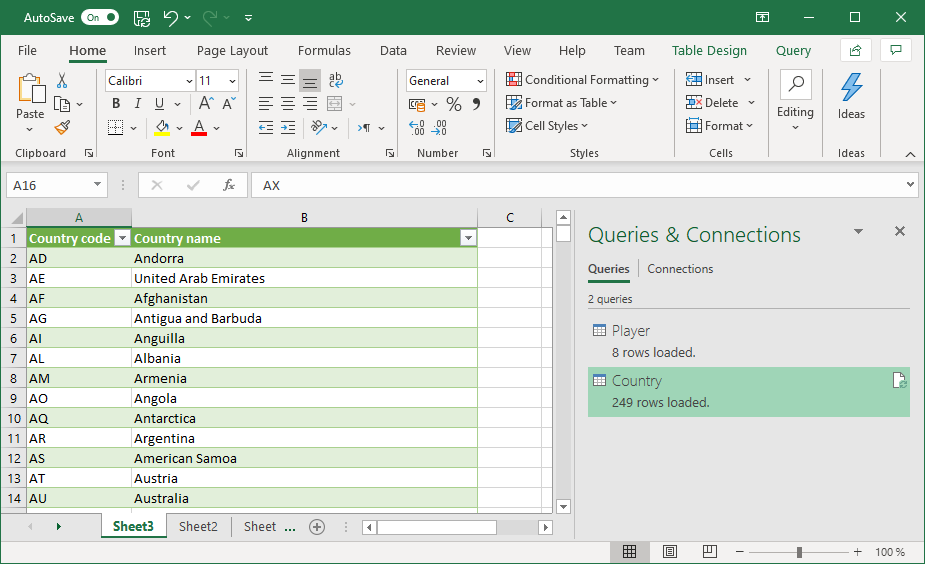 AutoSave On
File Home Insert Page Layout Formulas Data Review View Help Team Table Design Query
Paste
Clipboard
Calibri 11
B I U A A
A
Font
ab
Alignment
General
% 9
Number
Conditional Formatting
Format as Table
Cell Styles
Styles
Insert
Delete
Format
Cells
Editing
Ideas
Ideas
A16 fx AX
A B C
1 Country code Country name
2 AD Andorra
3 AE United Arab Emirates
4 AF Afghanistan
5 AG Antigua and Barbuda
6 AI Anguilla
7 AL Albania
8 AM Armenia
9 AO Angola
10 AQ Antarctica
11 AR Argentina
12 AS American Samoa
13 AT Austria
14 AU Australia
Queries & Connections
Queries Connections
2 queries
Player
8 rows loaded.
Country
249 rows loaded.
Sheet3 Sheet2 Sheet ...
100 %